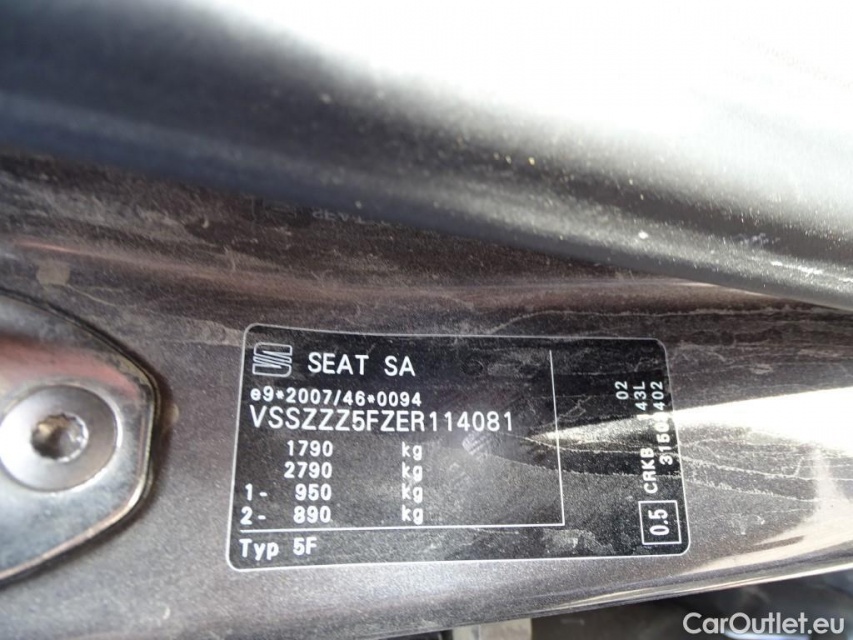 SEAT SA
e9*2007/46*0094
VSSZZZ5FZER114081
1790 kg
2790 kg
1- 950 kg
2- 890 kg
Typ 5F
02
CRKB
0.5
CarOutlet.eu